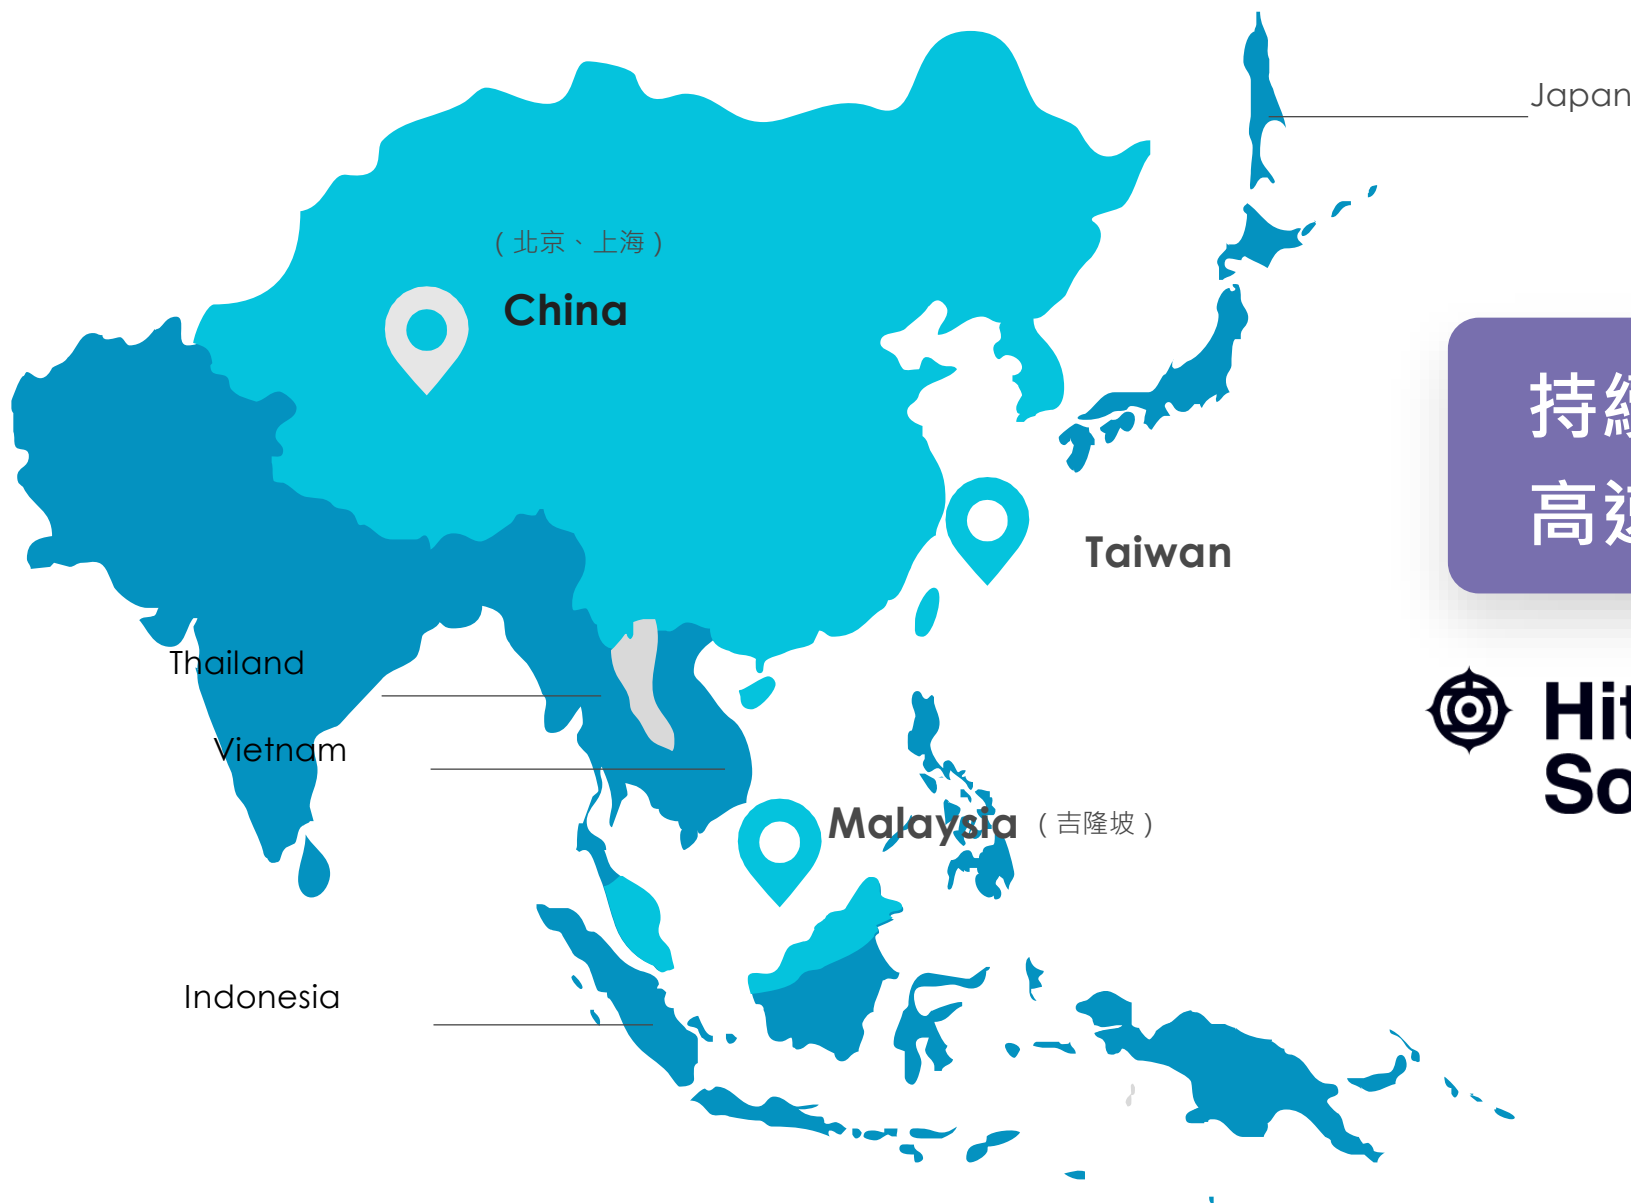 Japan
(北京、上海)
China
持
高
Taiwan
Thailand
Vietnam
Malaysia (吉隆坡)
Hit
So
Indonesia